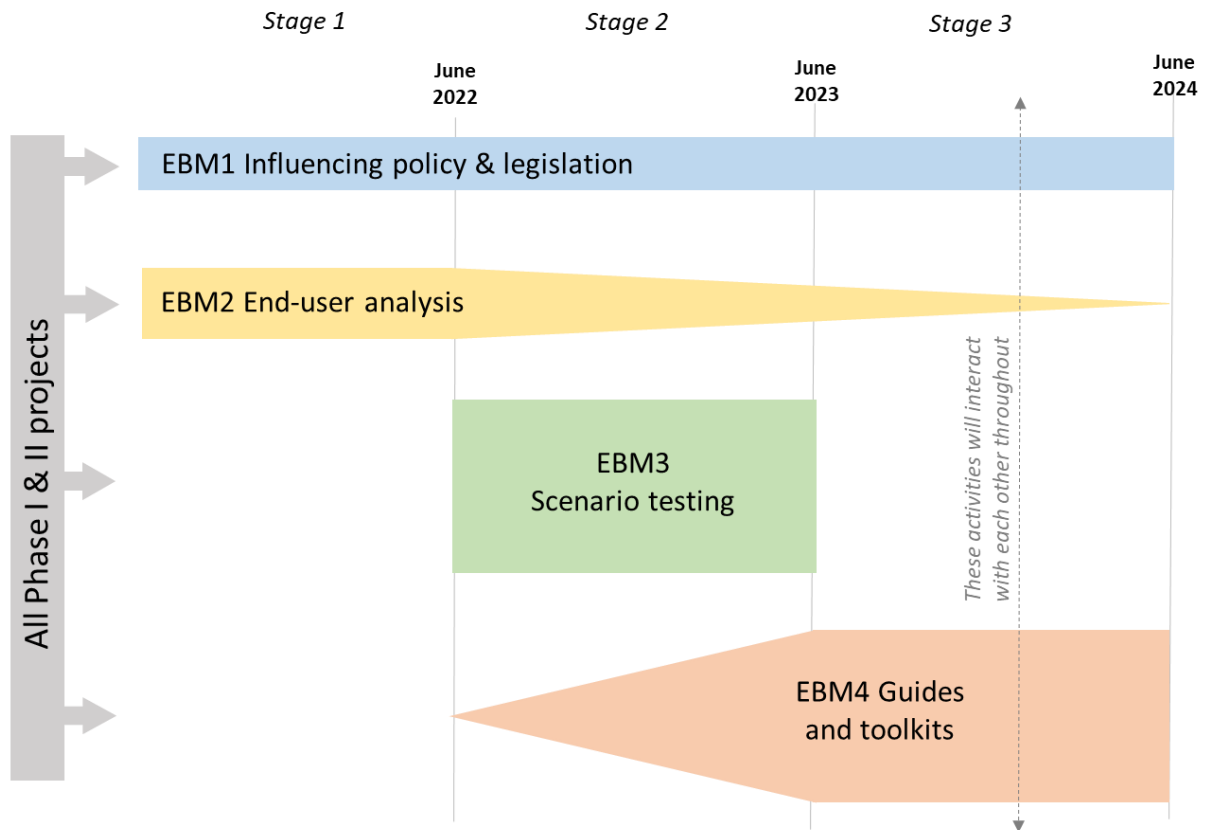 Stage 1
Stage 2
Stage 3
June
2022
June
2023
June
2024
All Phase I & II projects
EBM1 Influencing policy & legislation
EBM2 End-user analysis
EBM3
Scenario testing
These activities will interact
with each other throughout
EBM4 Guides
and toolkits